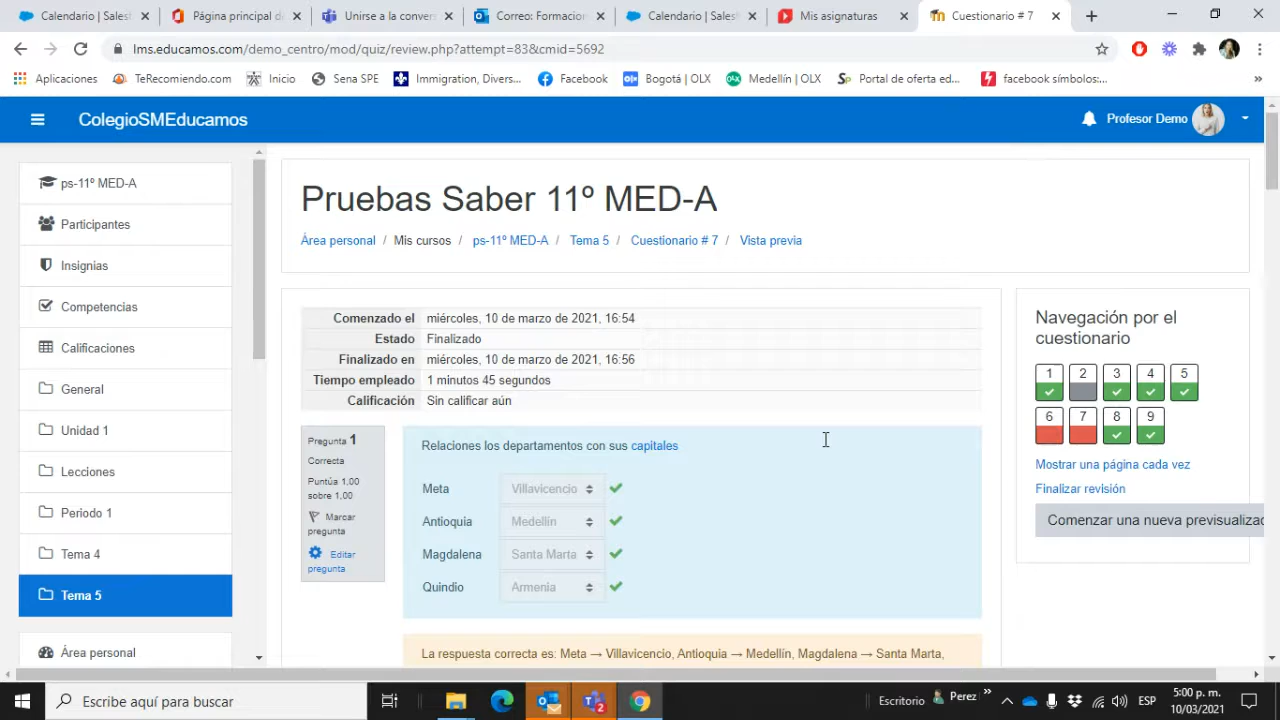 Calendario | Sales
Página principal d
Unirse a la conver
Correo: Formacior
Calendario | Sales
Mis asignaturas
Cuestionario # 7
lms.educamos.com/demo_centro/mod/quiz/review.php?attempt=83&cmid=5692
Aplicaciones
TeRecomiendo.com
Inicio
Sena SPE
Immigration, Divers...
Facebook
Bogotá | OLX
Medellín | OLX
Portal de oferta ed...
facebook símbolos:...
»
ColegioSMEducamos
Profesor Demo
ps-11º MED-A
Participantes
Insignias
Competencias
Calificaciones
General
Unidad 1
Lecciones
Periodo 1
Tema 4
Tema 5
Área personal
Pruebas Saber 11º MED-A
Área personal / Mis cursos / ps-11º MED-A / Tema 5 / Cuestionario # 7 / Vista previa
Comenzado el miércoles, 10 de marzo de 2021, 16:54
Estado Finalizado
Finalizado en miércoles, 10 de marzo de 2021, 16:56
Tiempo empleado 1 minutos 45 segundos
Calificación Sin calificar aún
Pregunta 1
Correcta
Puntúa 1,00
sobre 1,00
Marcar
pregunta
Editar
pregunta
Relaciones los departamentos con sus capitales
Meta Villavicencio
Antioquia Medellín
Magdalena Santa Marta
Quindio Armenia
La respuesta correcta es: Meta → Villavicencio, Antioquia → Medellín, Magdalena → Santa Marta,
Navegación por el
cuestionario
1 2 3 4 5
6 7 8 9
Mostrar una página cada vez
Finalizar revisión
Comenzar una nueva previsualizac
Escribe aquí para buscar
Escritorio
Perez
»
ESP
5:00 p. m.
10/03/2021